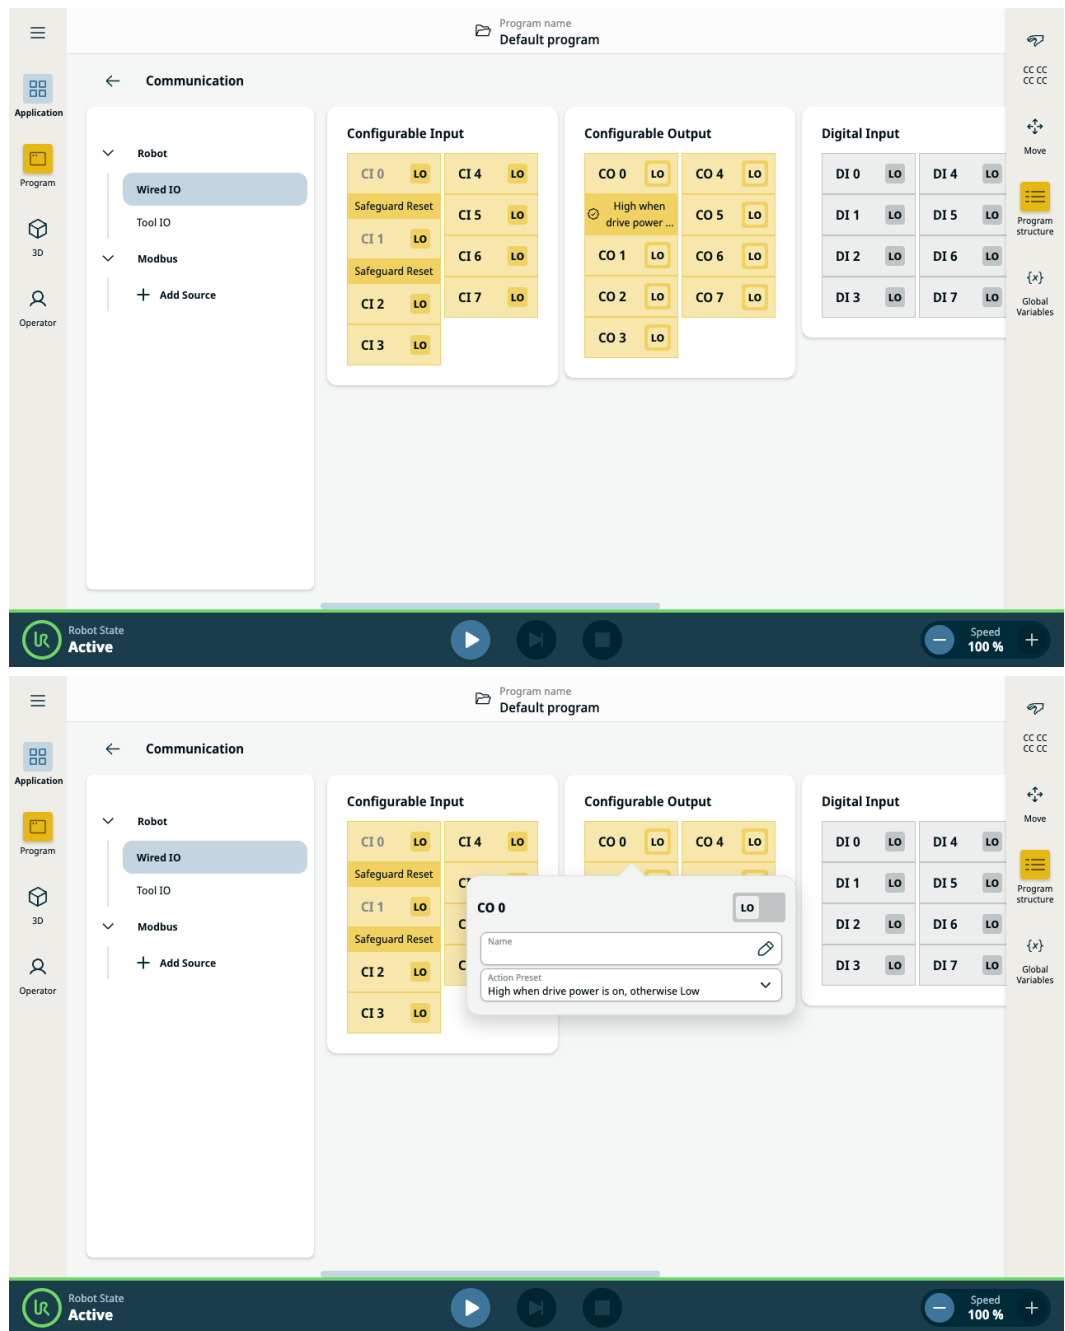 Program name
Default program
Application
Program
3D
Operator
Communication
Robot
Wired IO
Tool IO
Modbus
Add Source
Configurable Input
CI 0 LO CI 4 LO
Safeguard Reset
CI 5 LO
CI 1 LO
CI 6 LO
Safeguard Reset
CI 2 LO CI 7 LO
CI 3 LO
Configurable Output
CO 0 LO CO 4 LO
High when
drive power ...
CO 5 LO
CO 1 LO CO 6 LO
CO 2 LO CO 7 LO
CO 3 LO
Digital Input
DI 0 LO DI 4 LO
DI 1 LO DI 5 LO
DI 2 LO DI 6 LO
DI 3 LO DI 7 LO
CC CC
CC CC
Move
Program
structure
{x}
Global
Variables
Robot State
Active
Speed
100 %
Program name
Default program
Application
Program
3D
Operator
Communication
Robot
Wired IO
Tool IO
Modbus
Add Source
Configurable Input
CI 0 LO CI 4 LO
Safeguard Reset
CI 1 LO
Safeguard Reset
CI 2 LO
CI 3 LO
Configurable Output
CO 0 LO CO 4 LO
CO 0 LO
Name
Action Preset
High when drive power is on, otherwise Low
Digital Input
DI 0 LO DI 4 LO
DI 1 LO DI 5 LO
DI 2 LO DI 6 LO
DI 3 LO DI 7 LO
CC CC
CC CC
Move
Program
structure
{x}
Global
Variables
Robot State
Active
Speed
100 %